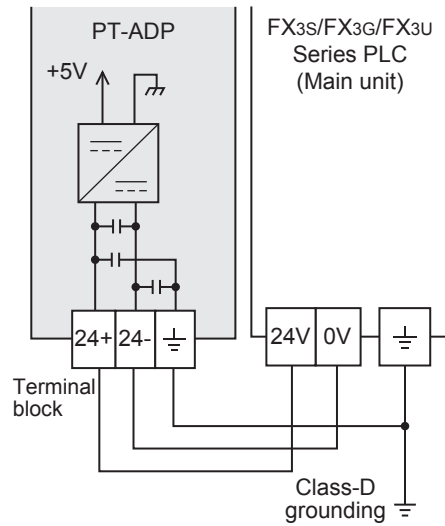 PT-ADP
+5V
FX3S/FX3G/FX3U
Series PLC
(Main unit)
24+
24-
24V
0V
Terminal
block
Class-D
grounding